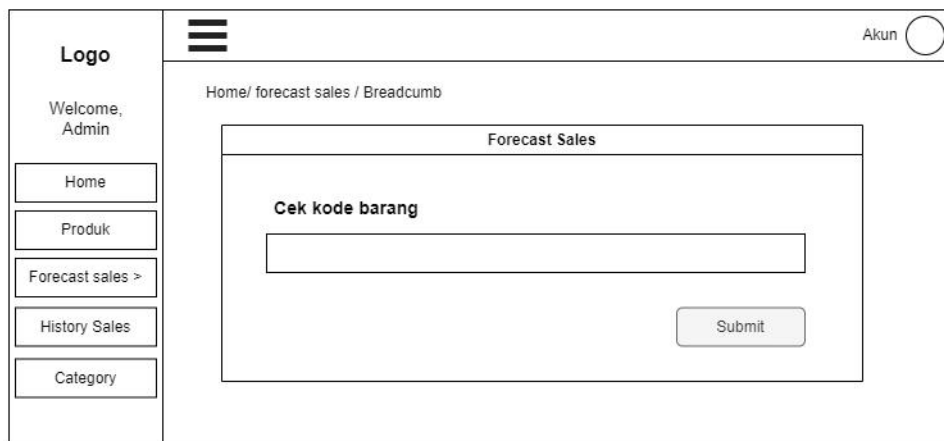 Logo
Welcome,
Admin
Home
Produk
Forecast sales >
History Sales
Category
Akun
Home/ forecast sales / Breadcumb
Forecast Sales
Cek kode barang
Submit